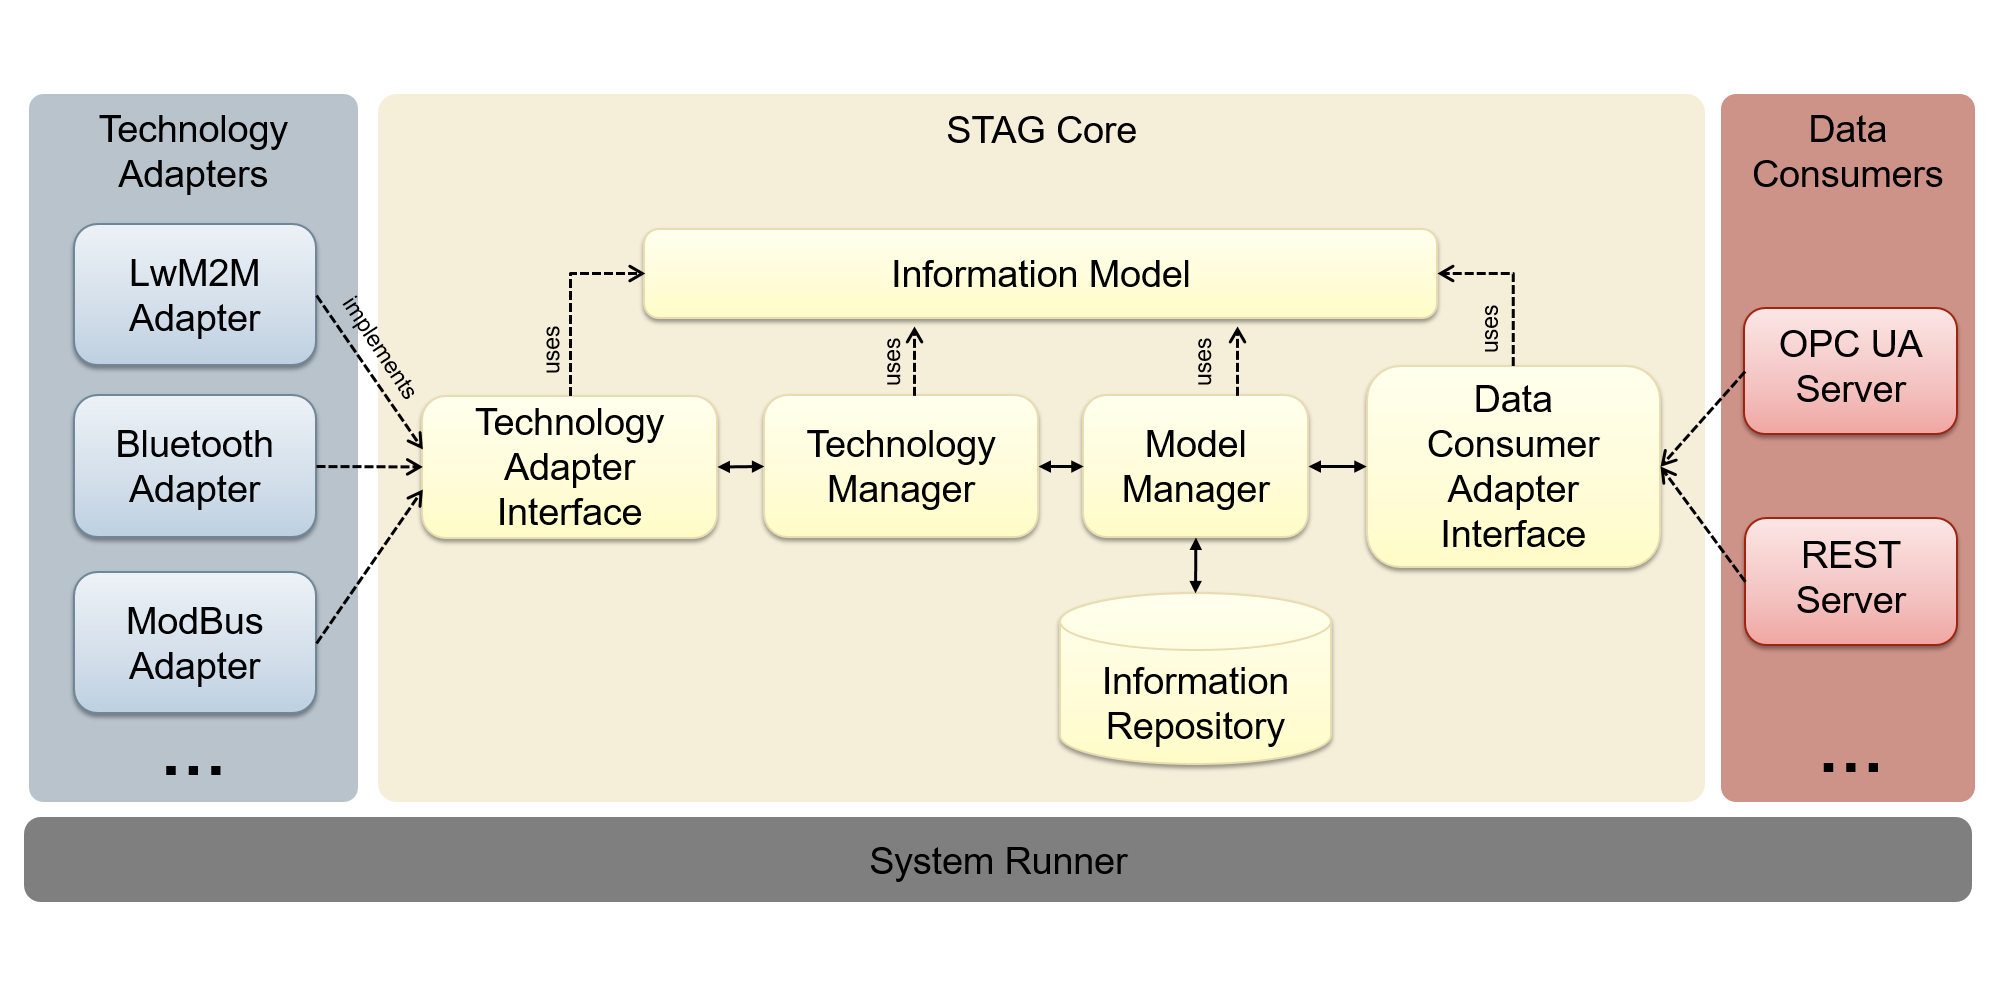 Technology
Adapters
LwM2M
Adapter
Bluetooth
Adapter
ModBus
Adapter
...
implements
STAG Core
Information Model
uses
uses
uses
uses
Technology
Adapter
Interface
Technology
Manager
Model
Manager
Data
Consumer
Adapter
Interface
Information
Repository
Data
Consumers
OPC UA
Server
REST
Server
...
System Runner